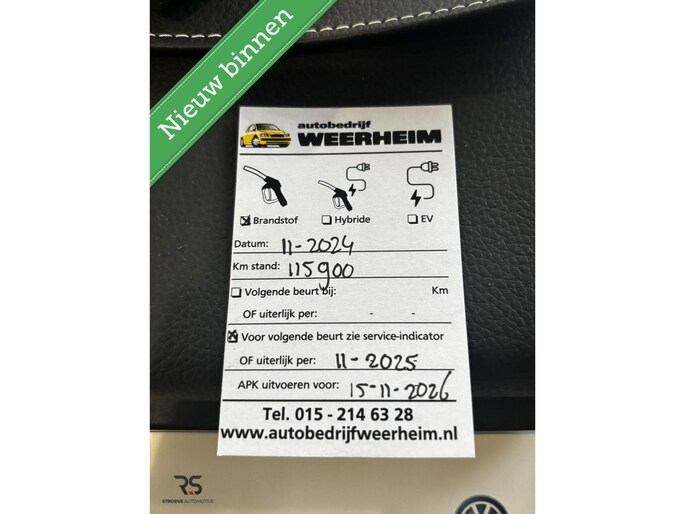 Nieuw binnen
autobedrijf
WEERHEIM
Brandstof Hybride EV
Datum: 11-2024
Km stand: 115900
Volgende beurt bij: Km
OF uiterlijk per: - -
Voor volgende beurt zie service-indicator
OF uiterlijk per: 11-2025
APK uitvoeren voor: 15-11-2026
Tel. 015 - 214 63 28
www.autobedrijfweerheim.nl
RS
STROEVE AUTOMOTIVE